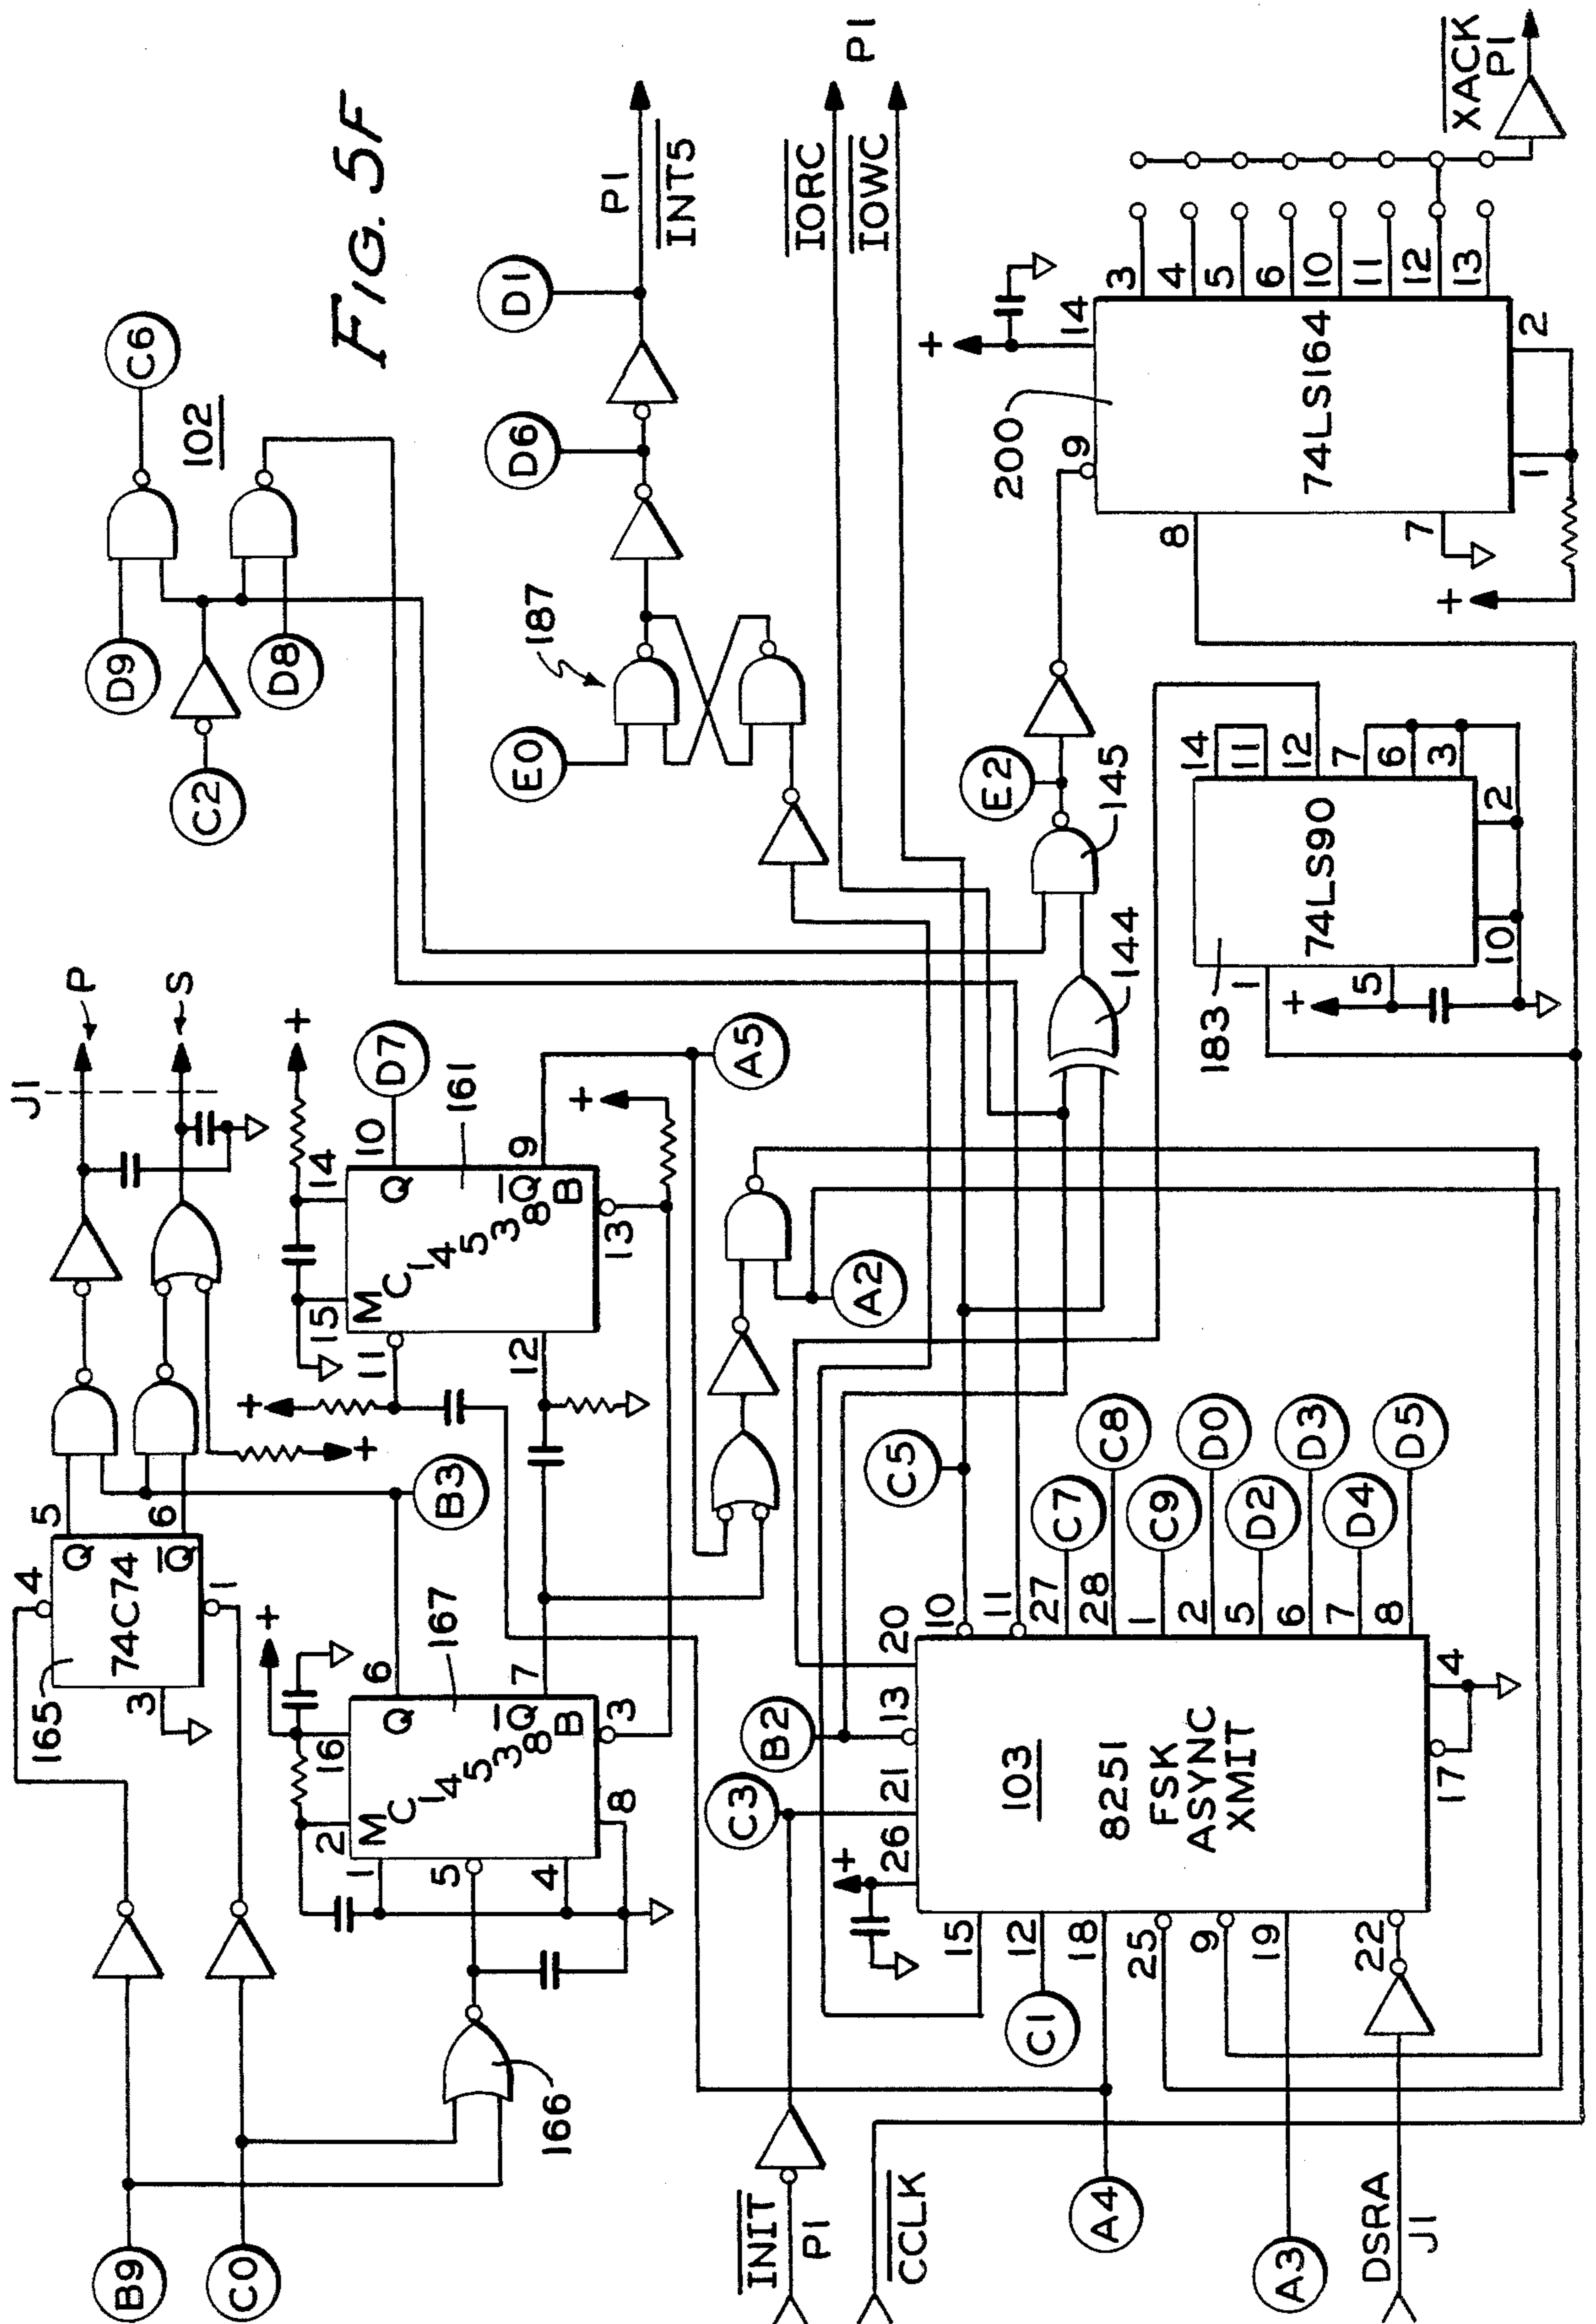 FIG. 5F
J1
P
S
C6
102
D9
D8
C2
D1
P1
INT5
D6
187
E0
IORC
IOWC
P1
XACK
P1
165
74C74
4
5
Q
6
Q
1
3
B3
B9
C0
166
167
MC14538B
16
2
1
5
4
8
6
Q
7
Q
3
161
MC14538B
14
15
11
12
10
Q
9
Q
13
D7
A5
A2
E2
145
144
200
74LS164
14
9
8
7
1
2
3
4
5
6
10
11
12
13
183
74LS90
14
11
12
7
6
3
2
10
5
1
C5
C7
C8
C9
D0
D2
D3
D4
D5
B2
C3
103
8251
FSK
ASYNC
XMIT
20
13
21
26
10
11
27
28
1
2
5
6
7
8
4
17
15
12
18
25
9
19
22
C1
INIT
P1
CCLK
A4
A3
DSRA
J1